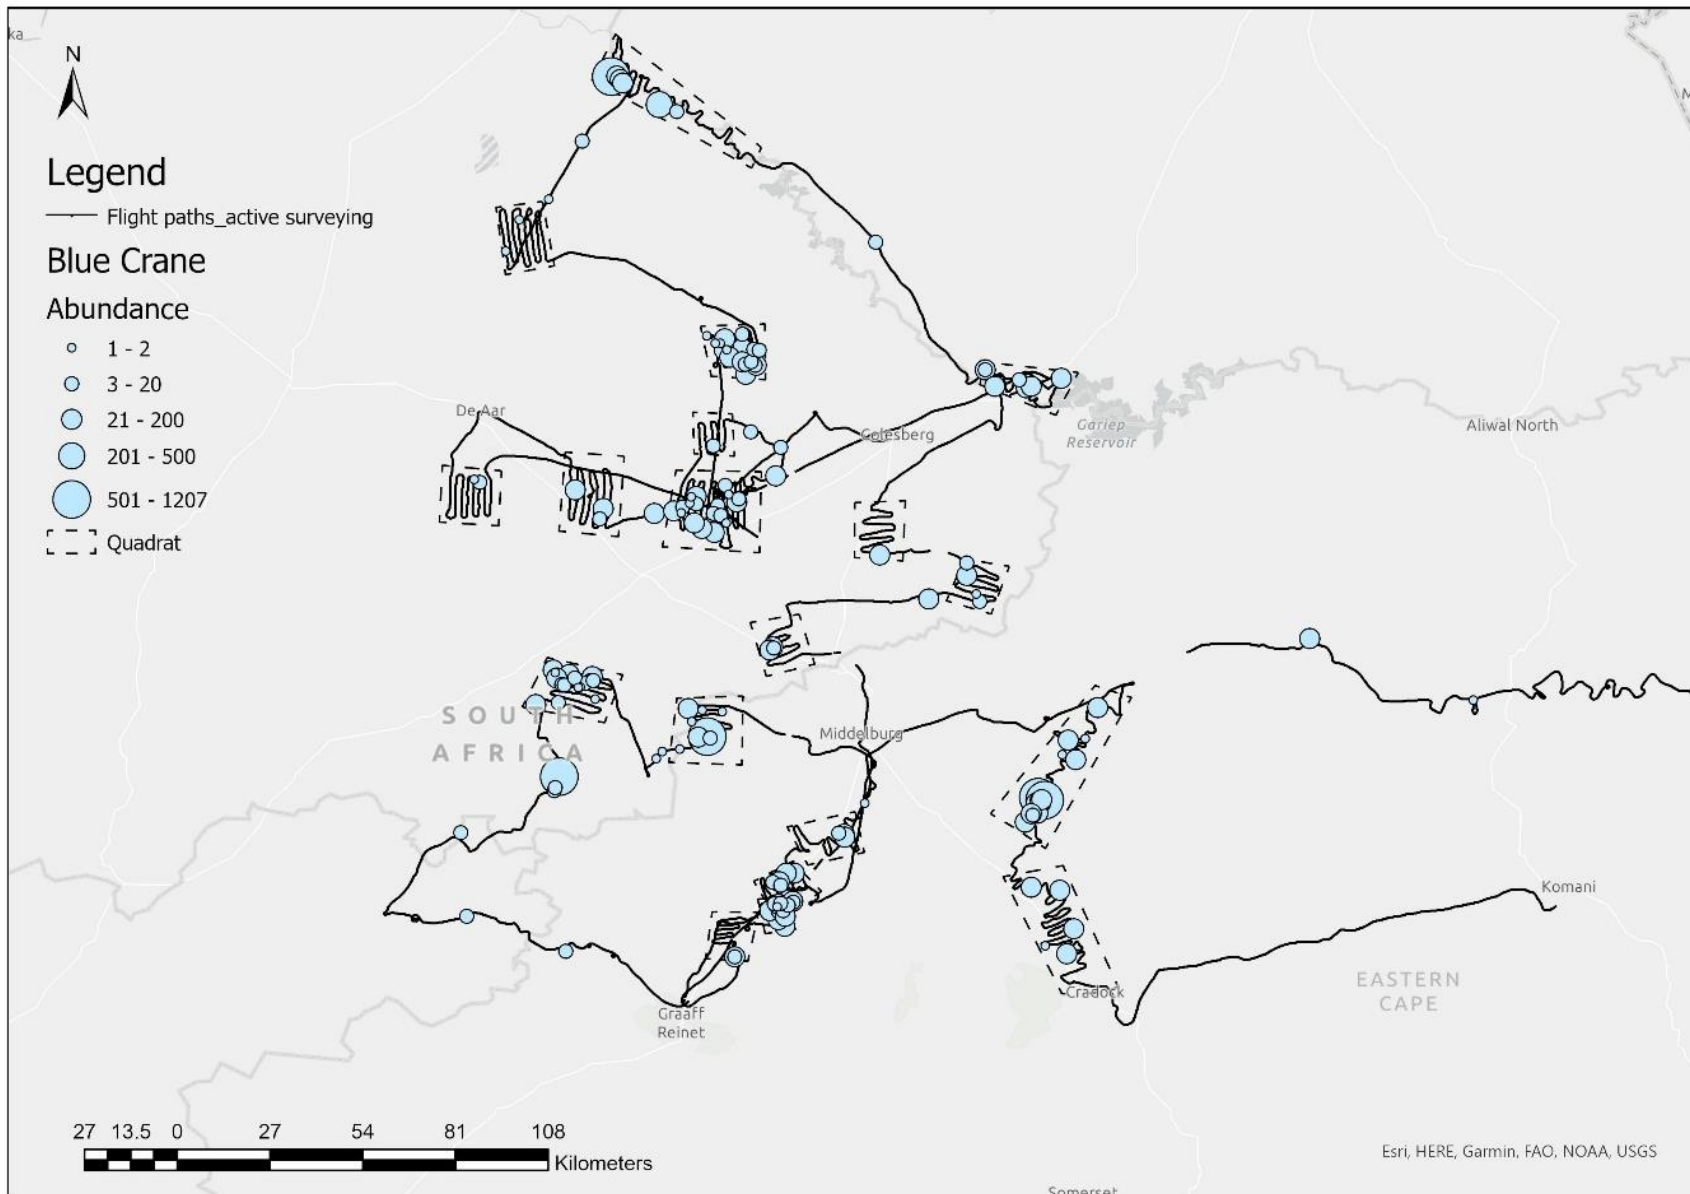 ka
N
M
Legend
Flight paths_active surveying
Blue Crane
Abundance
1 - 2
3 - 20
21 - 200
201 - 500
501 - 1207
Quadrat
De Aar
Colesberg
Gariep
Reservoir
Aliwal North
SOUTH
AFRICA
Middelburg
Komani
EASTERN
CAPE
Cradock
Graaff
Reinet
27 13.5 0 27 54 81 108
Kilometers
Esri, HERE, Garmin, FAO, NOAA, USGS
Somerset